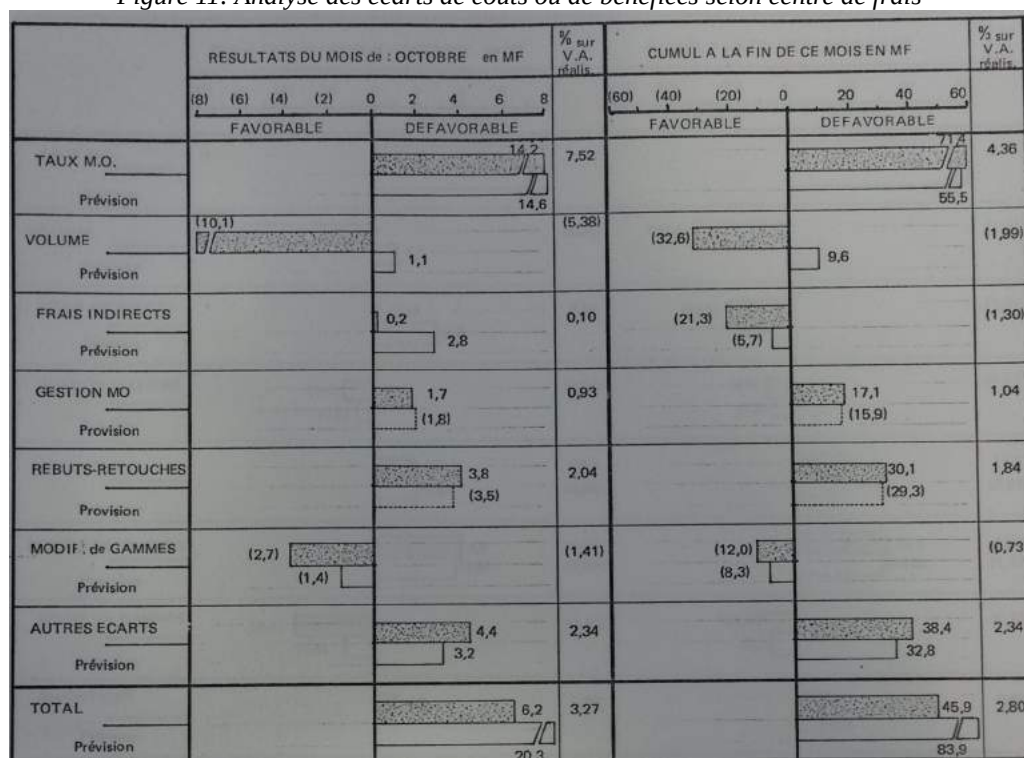 Figure 11: Analyse des écarts de coûts ou de bénéfices selon centre de frais
RESULTATS DU MOIS de : OCTOBRE en MF
% sur V.A. réalis.
CUMUL A LA FIN DE CE MOIS EN MF
% sur V.A. réalis.
(8) (6) (4) (2) 0 2 4 6 8
(60) (40) (20) 0 20 40 60
FAVORABLE DEFAVORABLE
FAVORABLE DEFAVORABLE
TAUX M.O. 14,2 7,52 71,4 4,36
Prévision 14,6 55,5
VOLUME (10,1) (5,38) (32,6) (1,99)
Prévision 1,1 9,6
FRAIS INDIRECTS 0,2 0,10 (21,3) (1,30)
Prévision 2,8 (5,7)
GESTION MO 1,7 0,93 17,1 1,04
Provision (1,8) (15,9)
REBUTS-RETOUCHES 3,8 2,04 30,1 1,84
Provision (3,5) (29,3)
MODIF. de GAMMES (2,7) (1,41) (12,0) (0,73
Prévision (1,4) (8,3)
AUTRES ECARTS 4,4 2,34 38,4 2,34
Prévision 3,2 32,8
TOTAL 6,2 3,27 45,9 2,80
Prévision 20,3 83,9